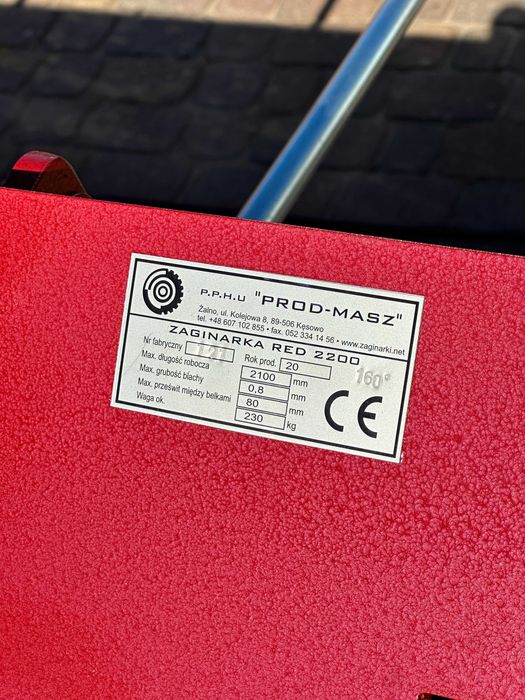 P.P.H.U "PROD-MASZ"
Żalno, ul. Kolejowa 8, 89-506 Kęsowo
tel. +48 607 102 855 • fax. 052 334 14 56 • www.zaginarki.net
ZAGINARKA RED 2200
Nr fabryczny 121 Rok prod. 20 160°
Max. długość robocza 2100 mm
Max. grubość blachy 0,8 mm
Max. prześwit między belkami 80 mm
Waga ok. 230 kg
CE